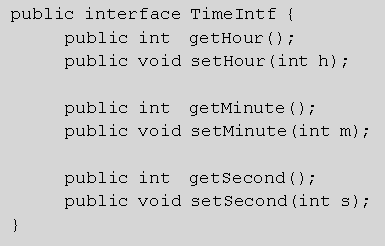 public interface TimeIntf {
public int getHour();
public void setHour(int h);
public int getMinute();
public void setMinute(int m);
public int getSecond();
public void setSecond(int s);
}